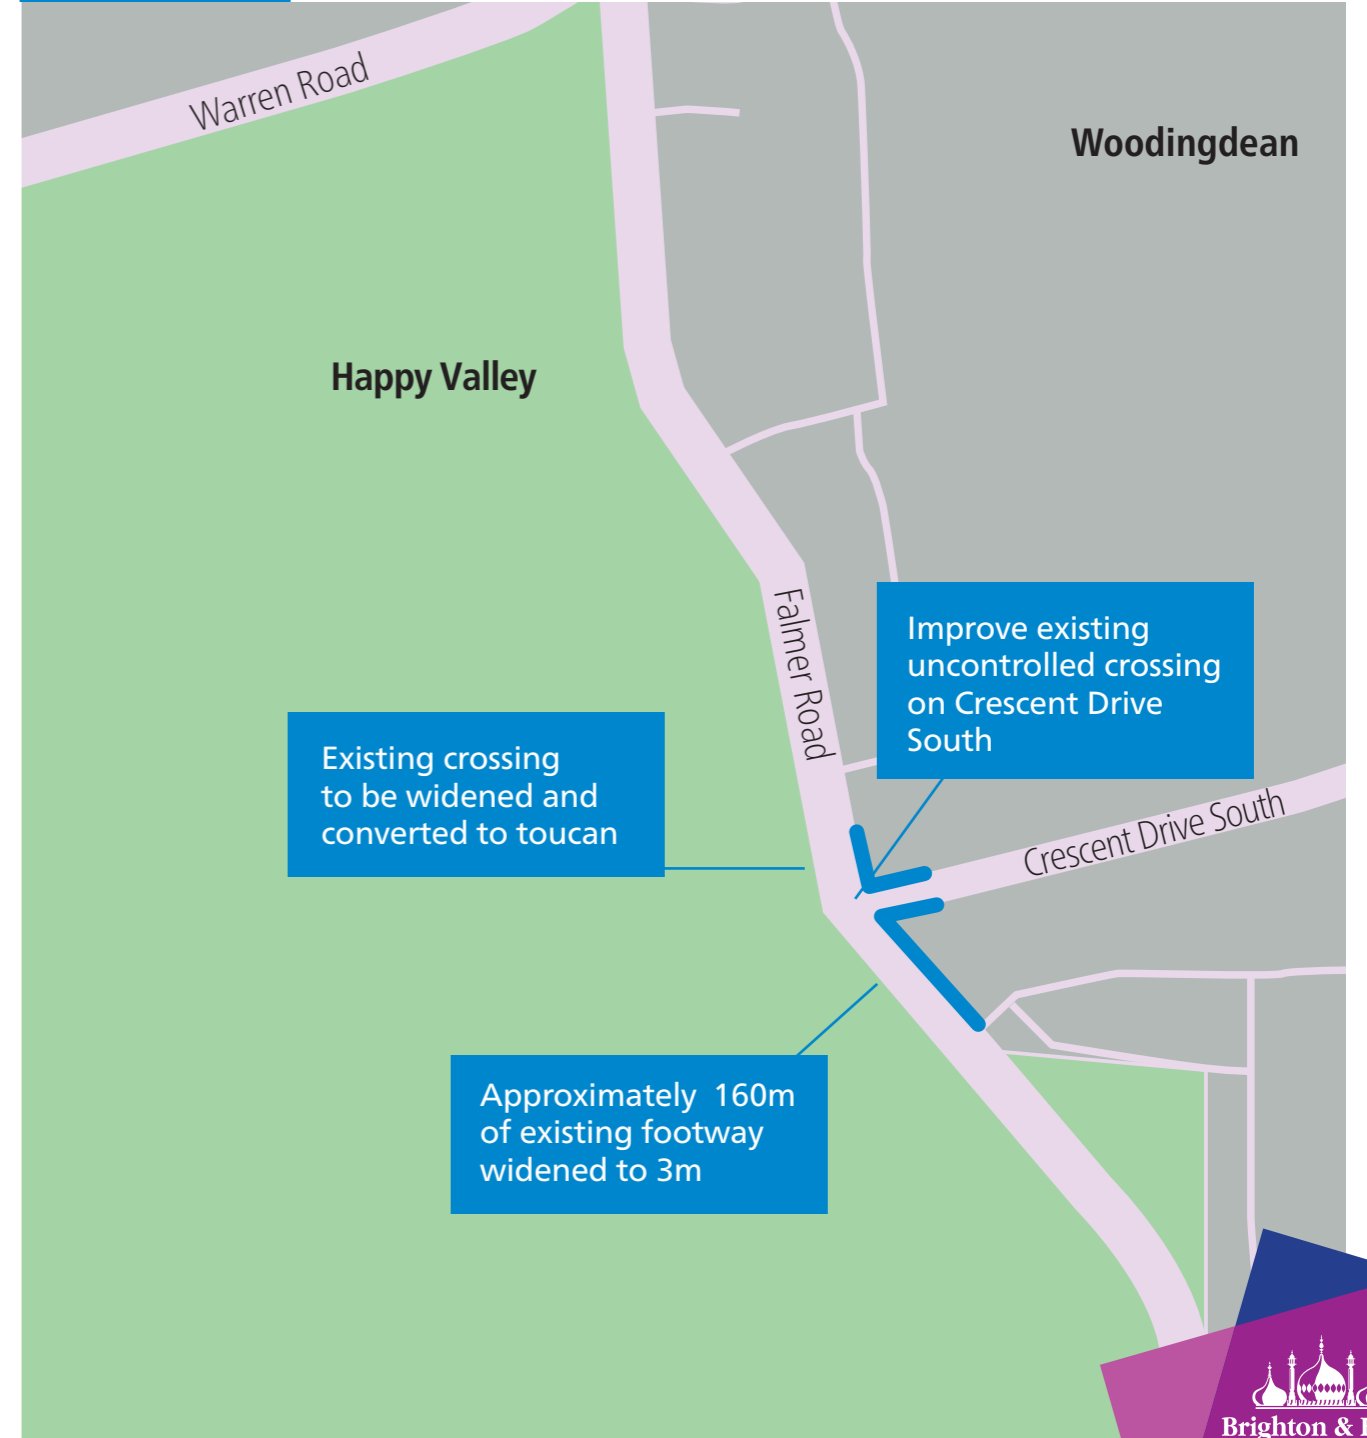 Warren Road
Woodingdean
Happy Valley
Falmer Road
Improve existing
uncontrolled crossing
on Crescent Drive
South
Existing crossing
to be widened and
converted to toucan
Crescent Drive South
Approximately 160m
of existing footway
widened to 3m
Brighton &